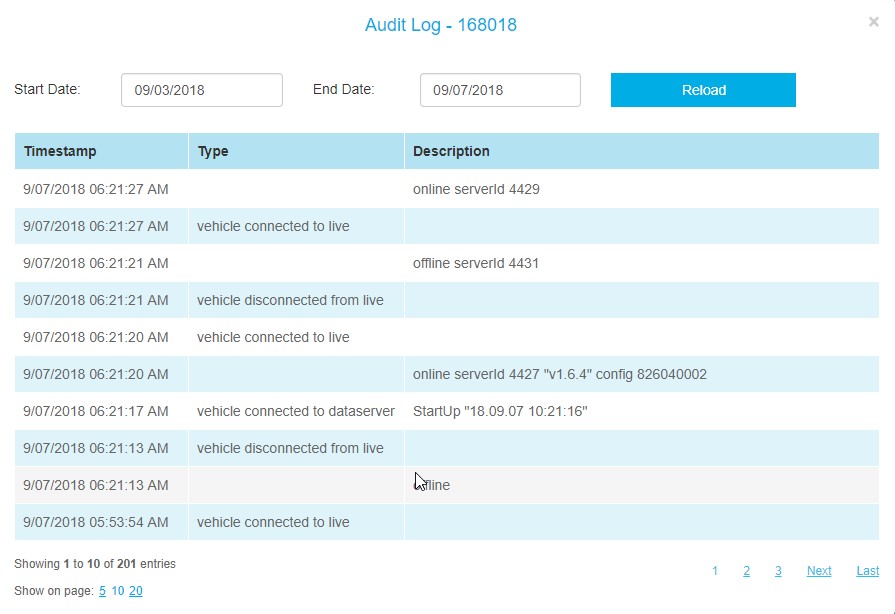 Audit Log - 168018
×
Start Date: 09/03/2018 End Date: 09/07/2018 Reload
Timestamp Type Description
9/07/2018 06:21:27 AM online serverId 4429
9/07/2018 06:21:27 AM vehicle connected to live
9/07/2018 06:21:21 AM offline serverId 4431
9/07/2018 06:21:21 AM vehicle disconnected from live
9/07/2018 06:21:20 AM vehicle connected to live
9/07/2018 06:21:20 AM online serverId 4427 "v1.6.4" config 826040002
9/07/2018 06:21:17 AM vehicle connected to dataserver StartUp "18.09.07 10:21:16"
9/07/2018 06:21:13 AM vehicle disconnected from live
9/07/2018 06:21:13 AM offline
9/07/2018 05:53:54 AM vehicle connected to live
Showing 1 to 10 of 201 entries
1 2 3 Next Last
Show on page: 5 10 20